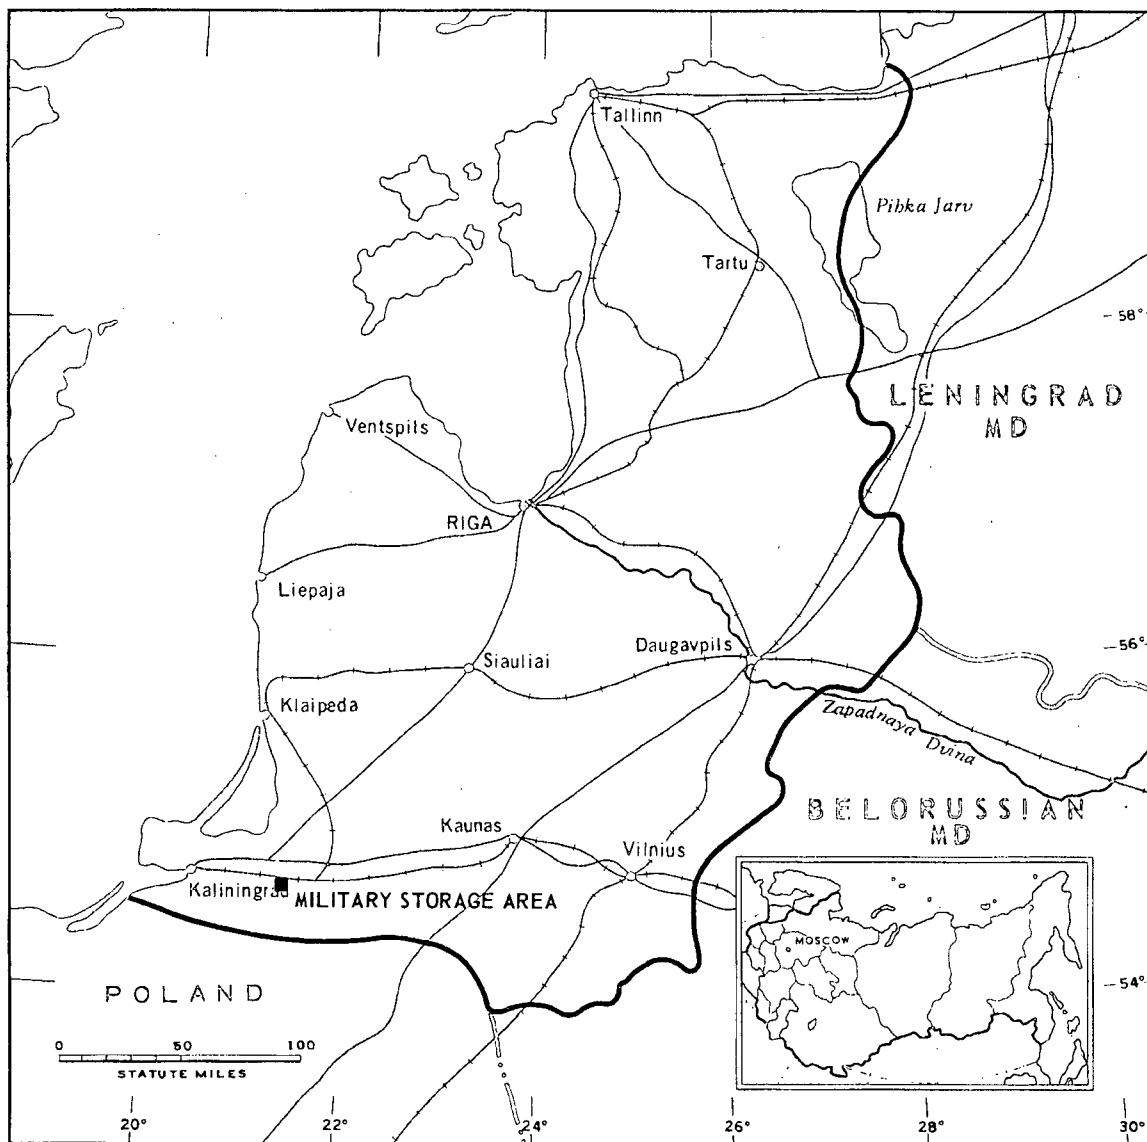 Tallinn
Pihka Jarv
Tartu
58°
LENINGRAD
MD
Ventspils
RIGA
Liepaja
Daugavpils
56°
Siauliai
Klaipeda
Zapadnaya Dvina
BELORUSSIAN
MD
Kaunas
Vilnius
Kaliningrad
MILITARY STORAGE AREA
MOSCOW
POLAND
54°
0 50 100
STATUTE MILES
20° 22° 24° 26° 28° 30°